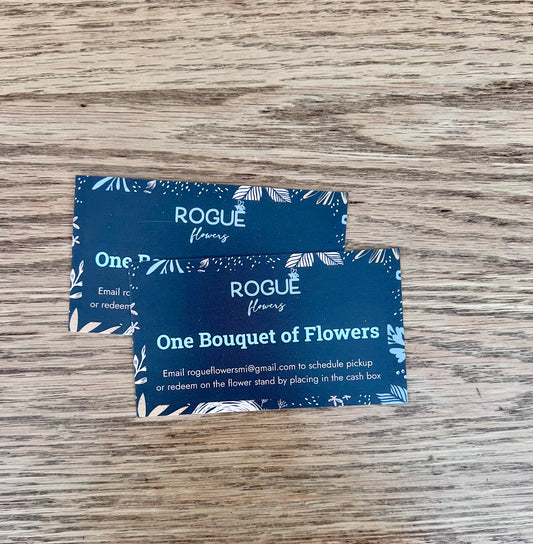 ROGUE
flowers
One B
Email ro
or redeem
ROGUE
flowers
One Bouquet of Flowers
Email rogueflowersmi@gmail.com to schedule pickup
or redeem on the flower stand by placing in the cash box